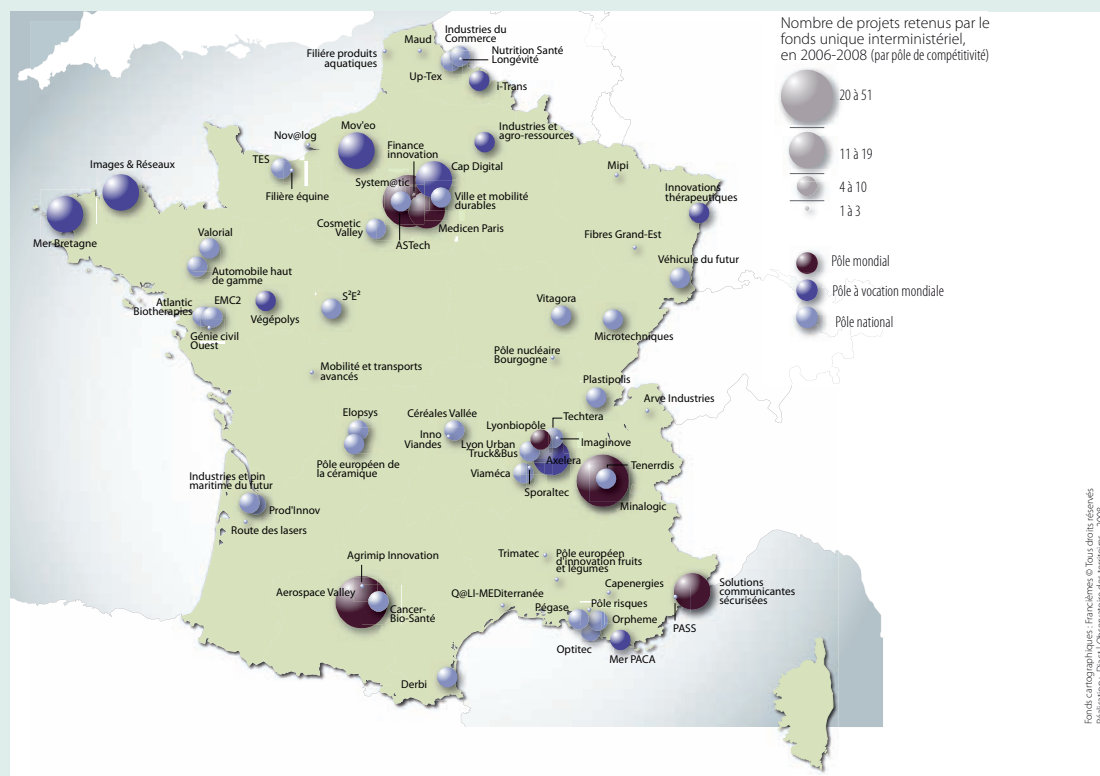 Nombre de projets retenus par le
fonds unique interministériel,
en 2006-2008 (par pôle de compétitivité)
20 à 51
11 à 19
4 à 10
1 à 3
Pôle mondial
Pôle à vocation mondiale
Pôle national
Industries du
Commerce
Maud
Filiére produits
aquatiques
Nutrition Santé
Longévité
Up-Tex
i-Trans
Mov'eo
Nov@log
Industries et
agro-ressources
Finance
innovation
TES
Cap Digital
Mipi
Images & Réseaux
System@tic
Innovations
thérapeutiques
Filière équine
Ville et mobilité
durables
Cosmetic
Valley
Medicen Paris
Mer Bretagne
Valorial
ASTech
Fibres Grand-Est
Véhicule du futur
Automobile haut
de gamme
S²E²
Vitagora
Atlantic
Biotherapies
EMC2
Végépolys
Génie civil
Ouest
Microtechniques
Pôle nucléaire
Bourgogne
Mobilité et transports
avancés
Plastipolis
Arve Industries
Elopsys
Céréales Vallée
Techtera
Lyonbiopôle
Inno
Viandes
Lyon Urban
Truck&Bus
Imaginove
Axelera
Pôle européen de
la céramique
Viaméca
Tenerrdis
Industries et pin
maritime du futur
Sporaltec
Minalogic
Prod'Innov
Route des lasers
Agrimip Innovation
Trimatec
Pôle européen
d'innovation fruits
et légumes
Aerospace Valley
Cancer-
Bio-Santé
Q@LI-MEDiterranée
Capenergies
Solutions
communicantes
sécurisées
Pégase
Pôle risques
Orpheme
PASS
Optitec
Mer PACA
Derbi
Fonds cartographiques : Francièmes © Tous droits réservés